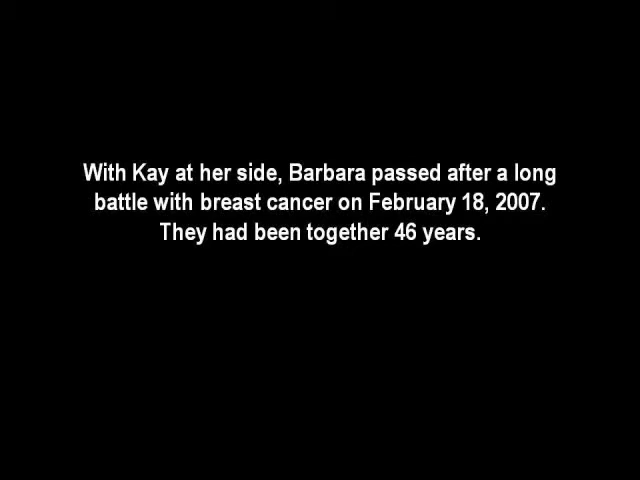 With Kay at her side, Barbara passed after a long
battle with breast cancer on February 18, 2007.
They had been together 46 years.